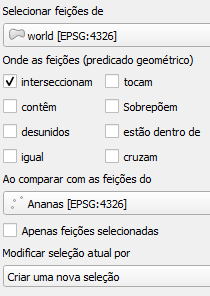 Selecionar feições de
world [EPSG:4326]
Onde as feições (predicado geométrico)
interseccionam tocam
contêm Sobrepõem
desunidos estão dentro de
igual cruzam
Ao comparar com as feições do
Ananas [EPSG:4326]
Apenas feições selecionadas
Modificar seleção atual por
Criar uma nova seleção